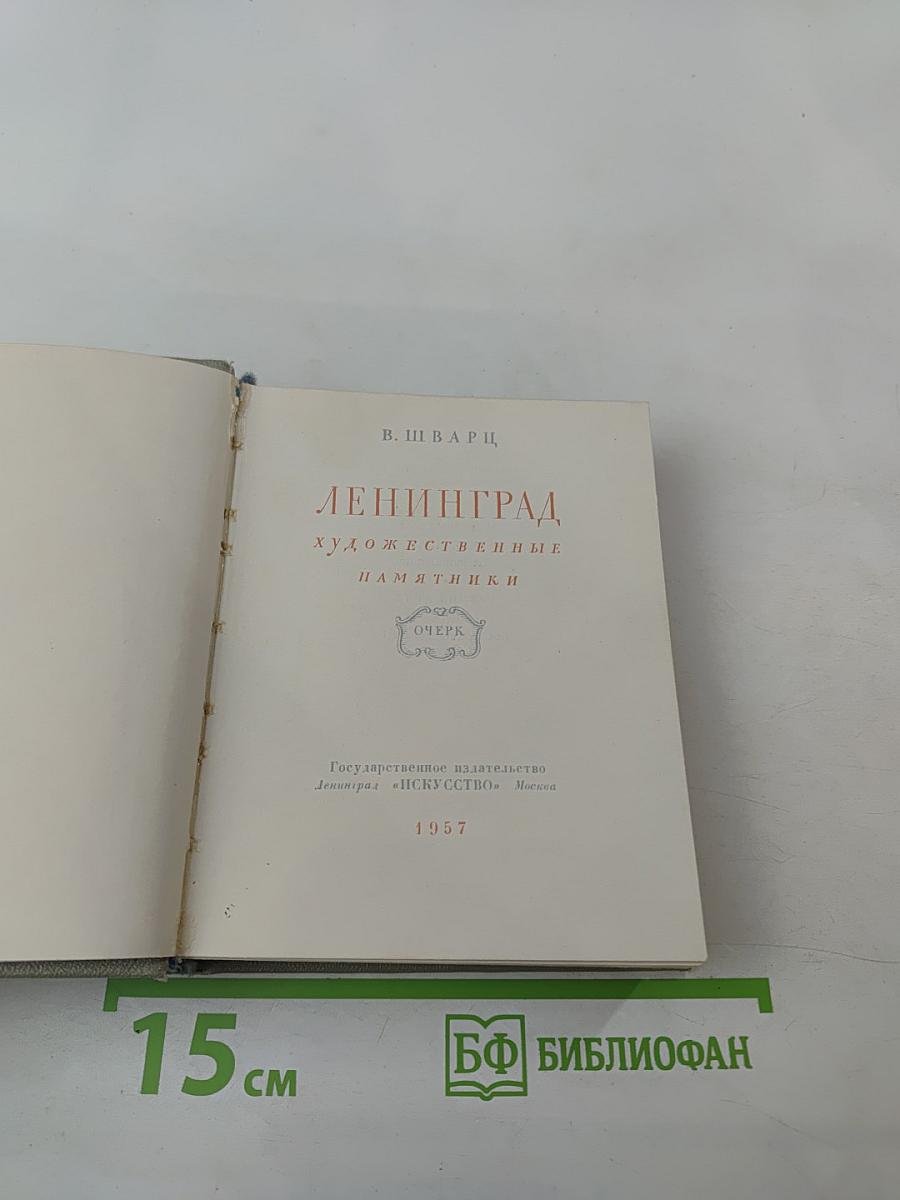 В. ШВАРЦ
ЛЕНИНГРАД
ХУДОЖЕСТВЕННЫЕ
ПАМЯТНИКИ
ОЧЕРК
Государственное издательство
Ленинград «ИСКУССТВО» Москва
1957
15 см
БФ БИБЛИОФАН